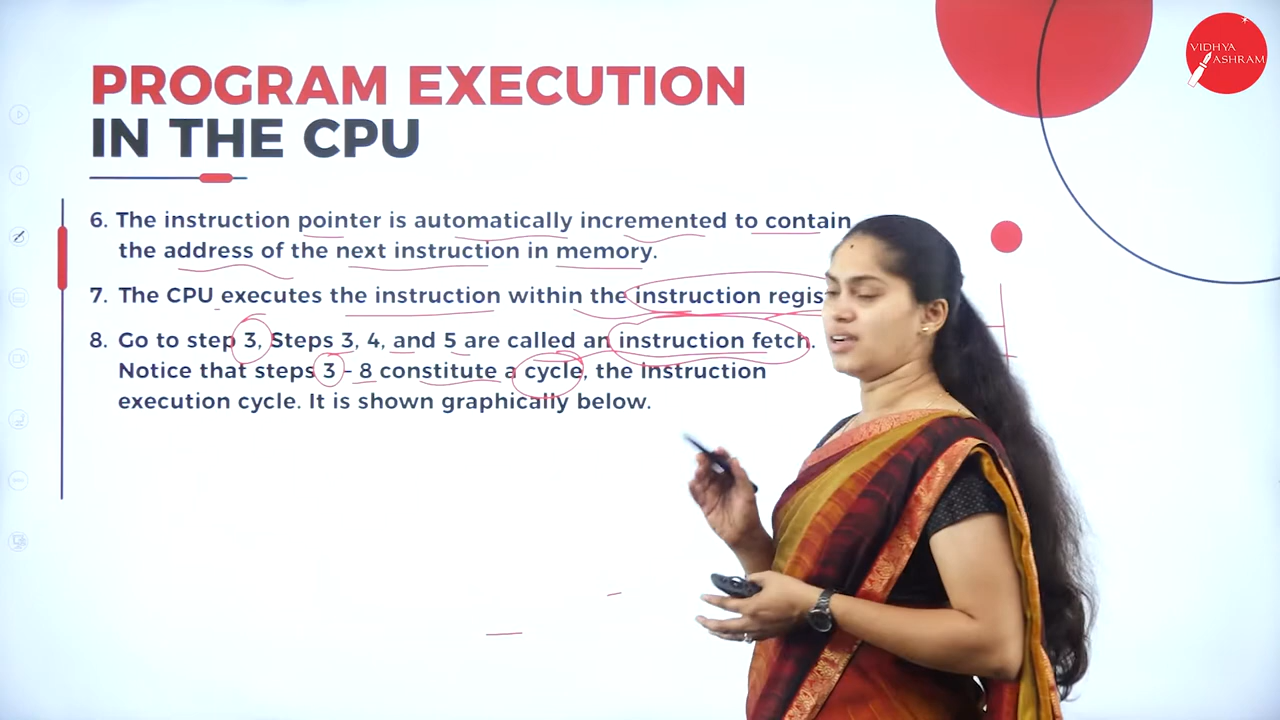 VIDHYA
ASHRAM
PROGRAM EXECUTION
IN THE CPU
6. The instruction pointer is automatically incremented to contain
the address of the next instruction in memory.
7. The CPU executes the instruction within the instruction regis
8. Go to step 3, Steps 3, 4, and 5 are called an instruction fetch.
Notice that steps 3 - 8 constitute a cycle, the instruction
execution cycle. It is shown graphically below.